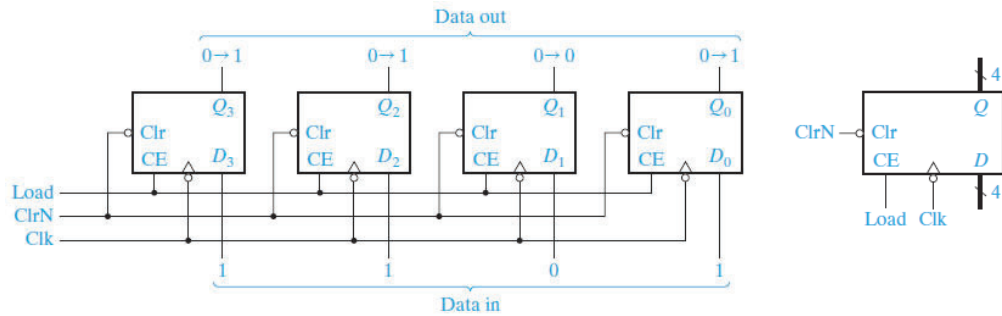 Data out
0→1 0→1 0→0 0→1
Q3 Q2 Q1 Q0
Clr Clr Clr Clr
CE D3 CE D2 CE D1 CE D0
Load
ClrN
Clk
1 1 0 1
Data in
4
Q
ClrN Clr
CE D
4
Load Clk